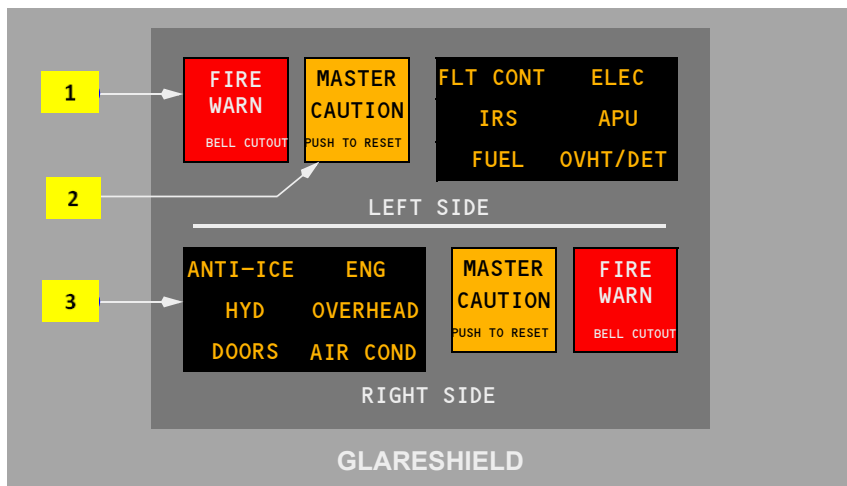 1
FIRE
WARN
BELL CUTOUT
MASTER
CAUTION
PUSH TO RESET
FLT CONT ELEC
IRS APU
FUEL OVHT/DET
2
LEFT SIDE
3
ANTI-ICE ENG
HYD OVERHEAD
DOORS AIR COND
MASTER
CAUTION
PUSH TO RESET
FIRE
WARN
BELL CUTOUT
RIGHT SIDE
GLARESHIELD